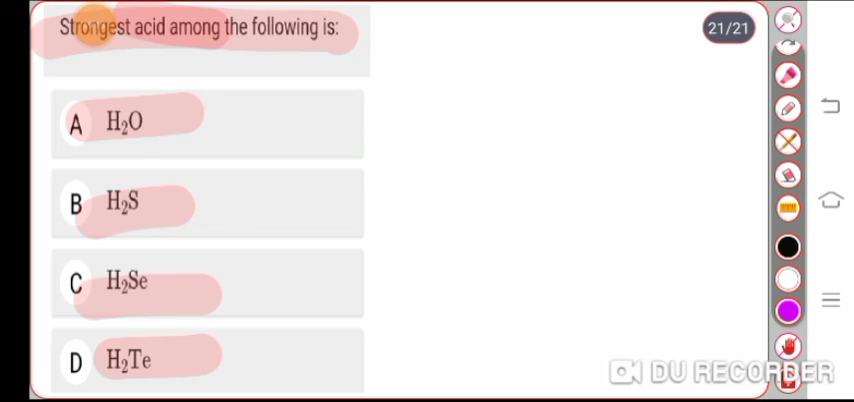 Strongest acid among the following is:
21/21
A H₂O
B H₂S
C H₂Se
D H₂Te
DU RECORDER